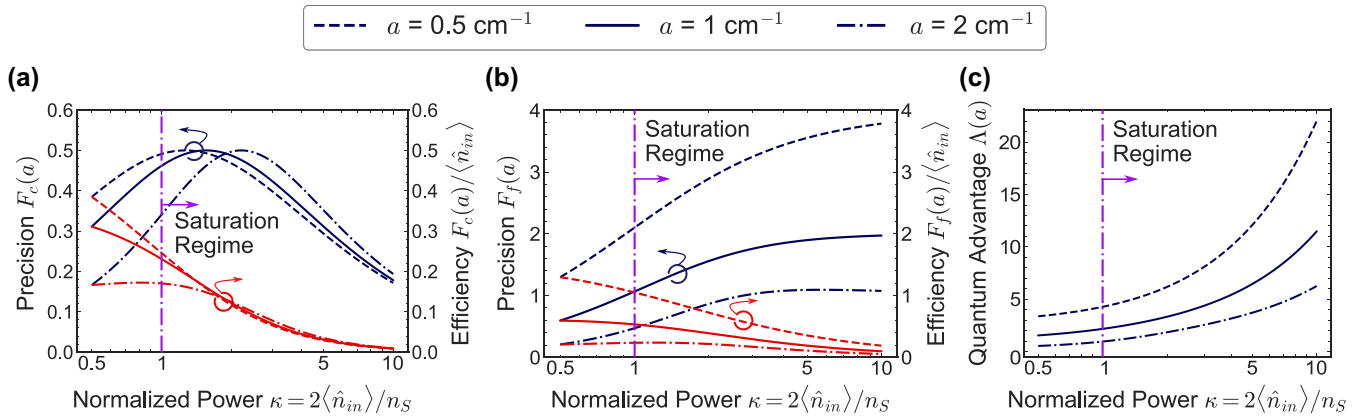 a = 0.5 cm⁻¹ a = 1 cm⁻¹ a = 2 cm⁻¹
(a)
Precision F_c(a)
0.6
0.5
0.4
0.3
0.2
0.1
0.0
Saturation
Regime
0.6
0.5
0.4
0.3
0.2
0.1
0.0
Efficiency F_c(a)/⟨n̂_in⟩
0.5 1 5 10
Normalized Power κ = 2⟨n̂_in⟩/n_S
(b)
Precision F_f(a)
4
3
2
1
0
Saturation
Regime
4
3
2
1
0
Efficiency F_f(a)/⟨n̂_in⟩
0.5 1 5 10
Normalized Power κ = 2⟨n̂_in⟩/n_S
(c)
Quantum Advantage Λ(a)
20
15
10
5
0
Saturation
Regime
0.5 1 5 10
Normalized Power κ = 2⟨n̂_in⟩/n_S